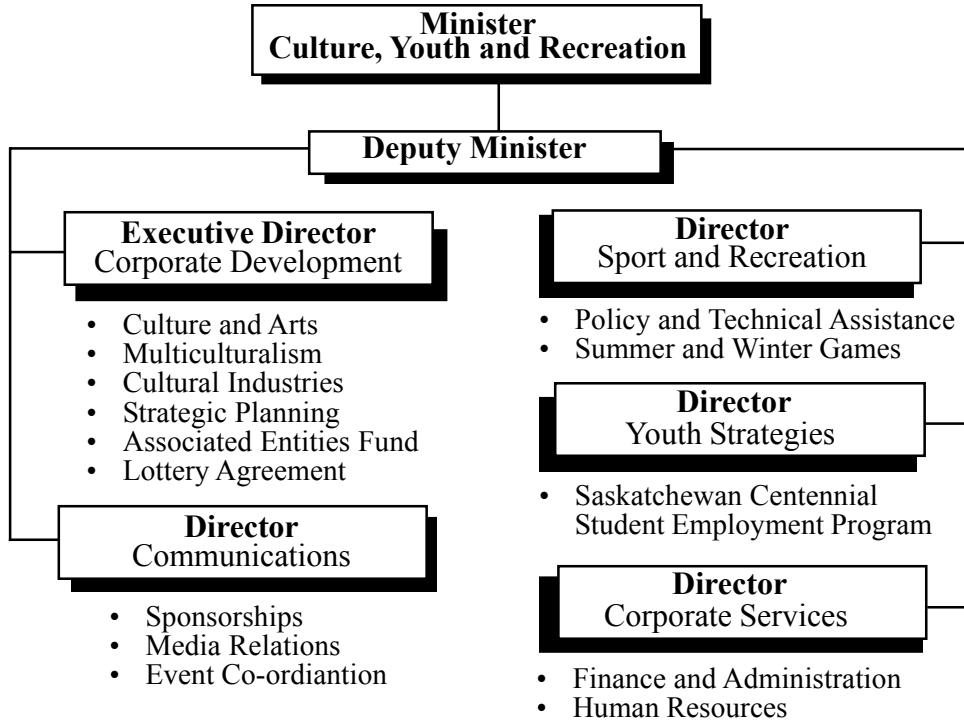 Minister
Culture, Youth and Recreation
Deputy Minister
Executive Director
Corporate Development
• Culture and Arts
• Multiculturalism
• Cultural Industries
• Strategic Planning
• Associated Entities Fund
• Lottery Agreement
Director
Communications
• Sponsorships
• Media Relations
• Event Co-ordiantion
Director
Sport and Recreation
• Policy and Technical Assistance
• Summer and Winter Games
Director
Youth Strategies
• Saskatchewan Centennial
Student Employment Program
Director
Corporate Services
• Finance and Administration
• Human Resources